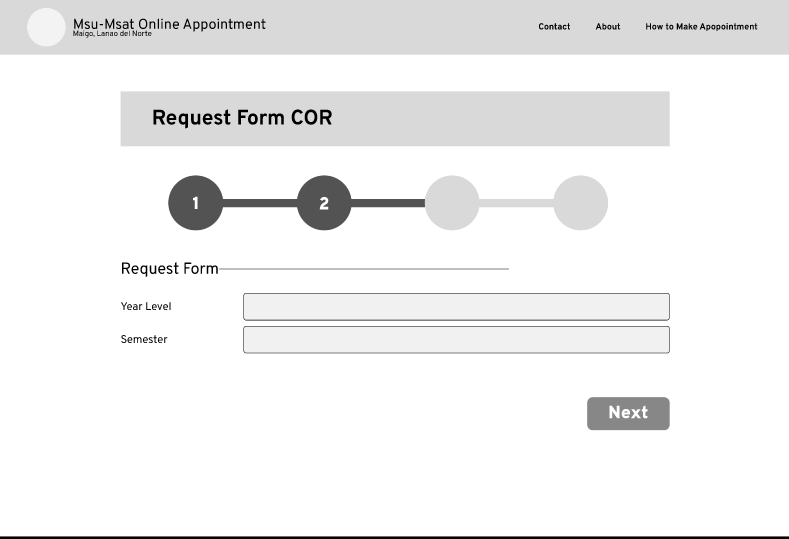 Msu-Msat Online Appointment
Maigo, Lanao del Norte
Contact
About
How to Make Apopointment
Request Form COR
1
2
Request Form
Year Level
Semester
Next